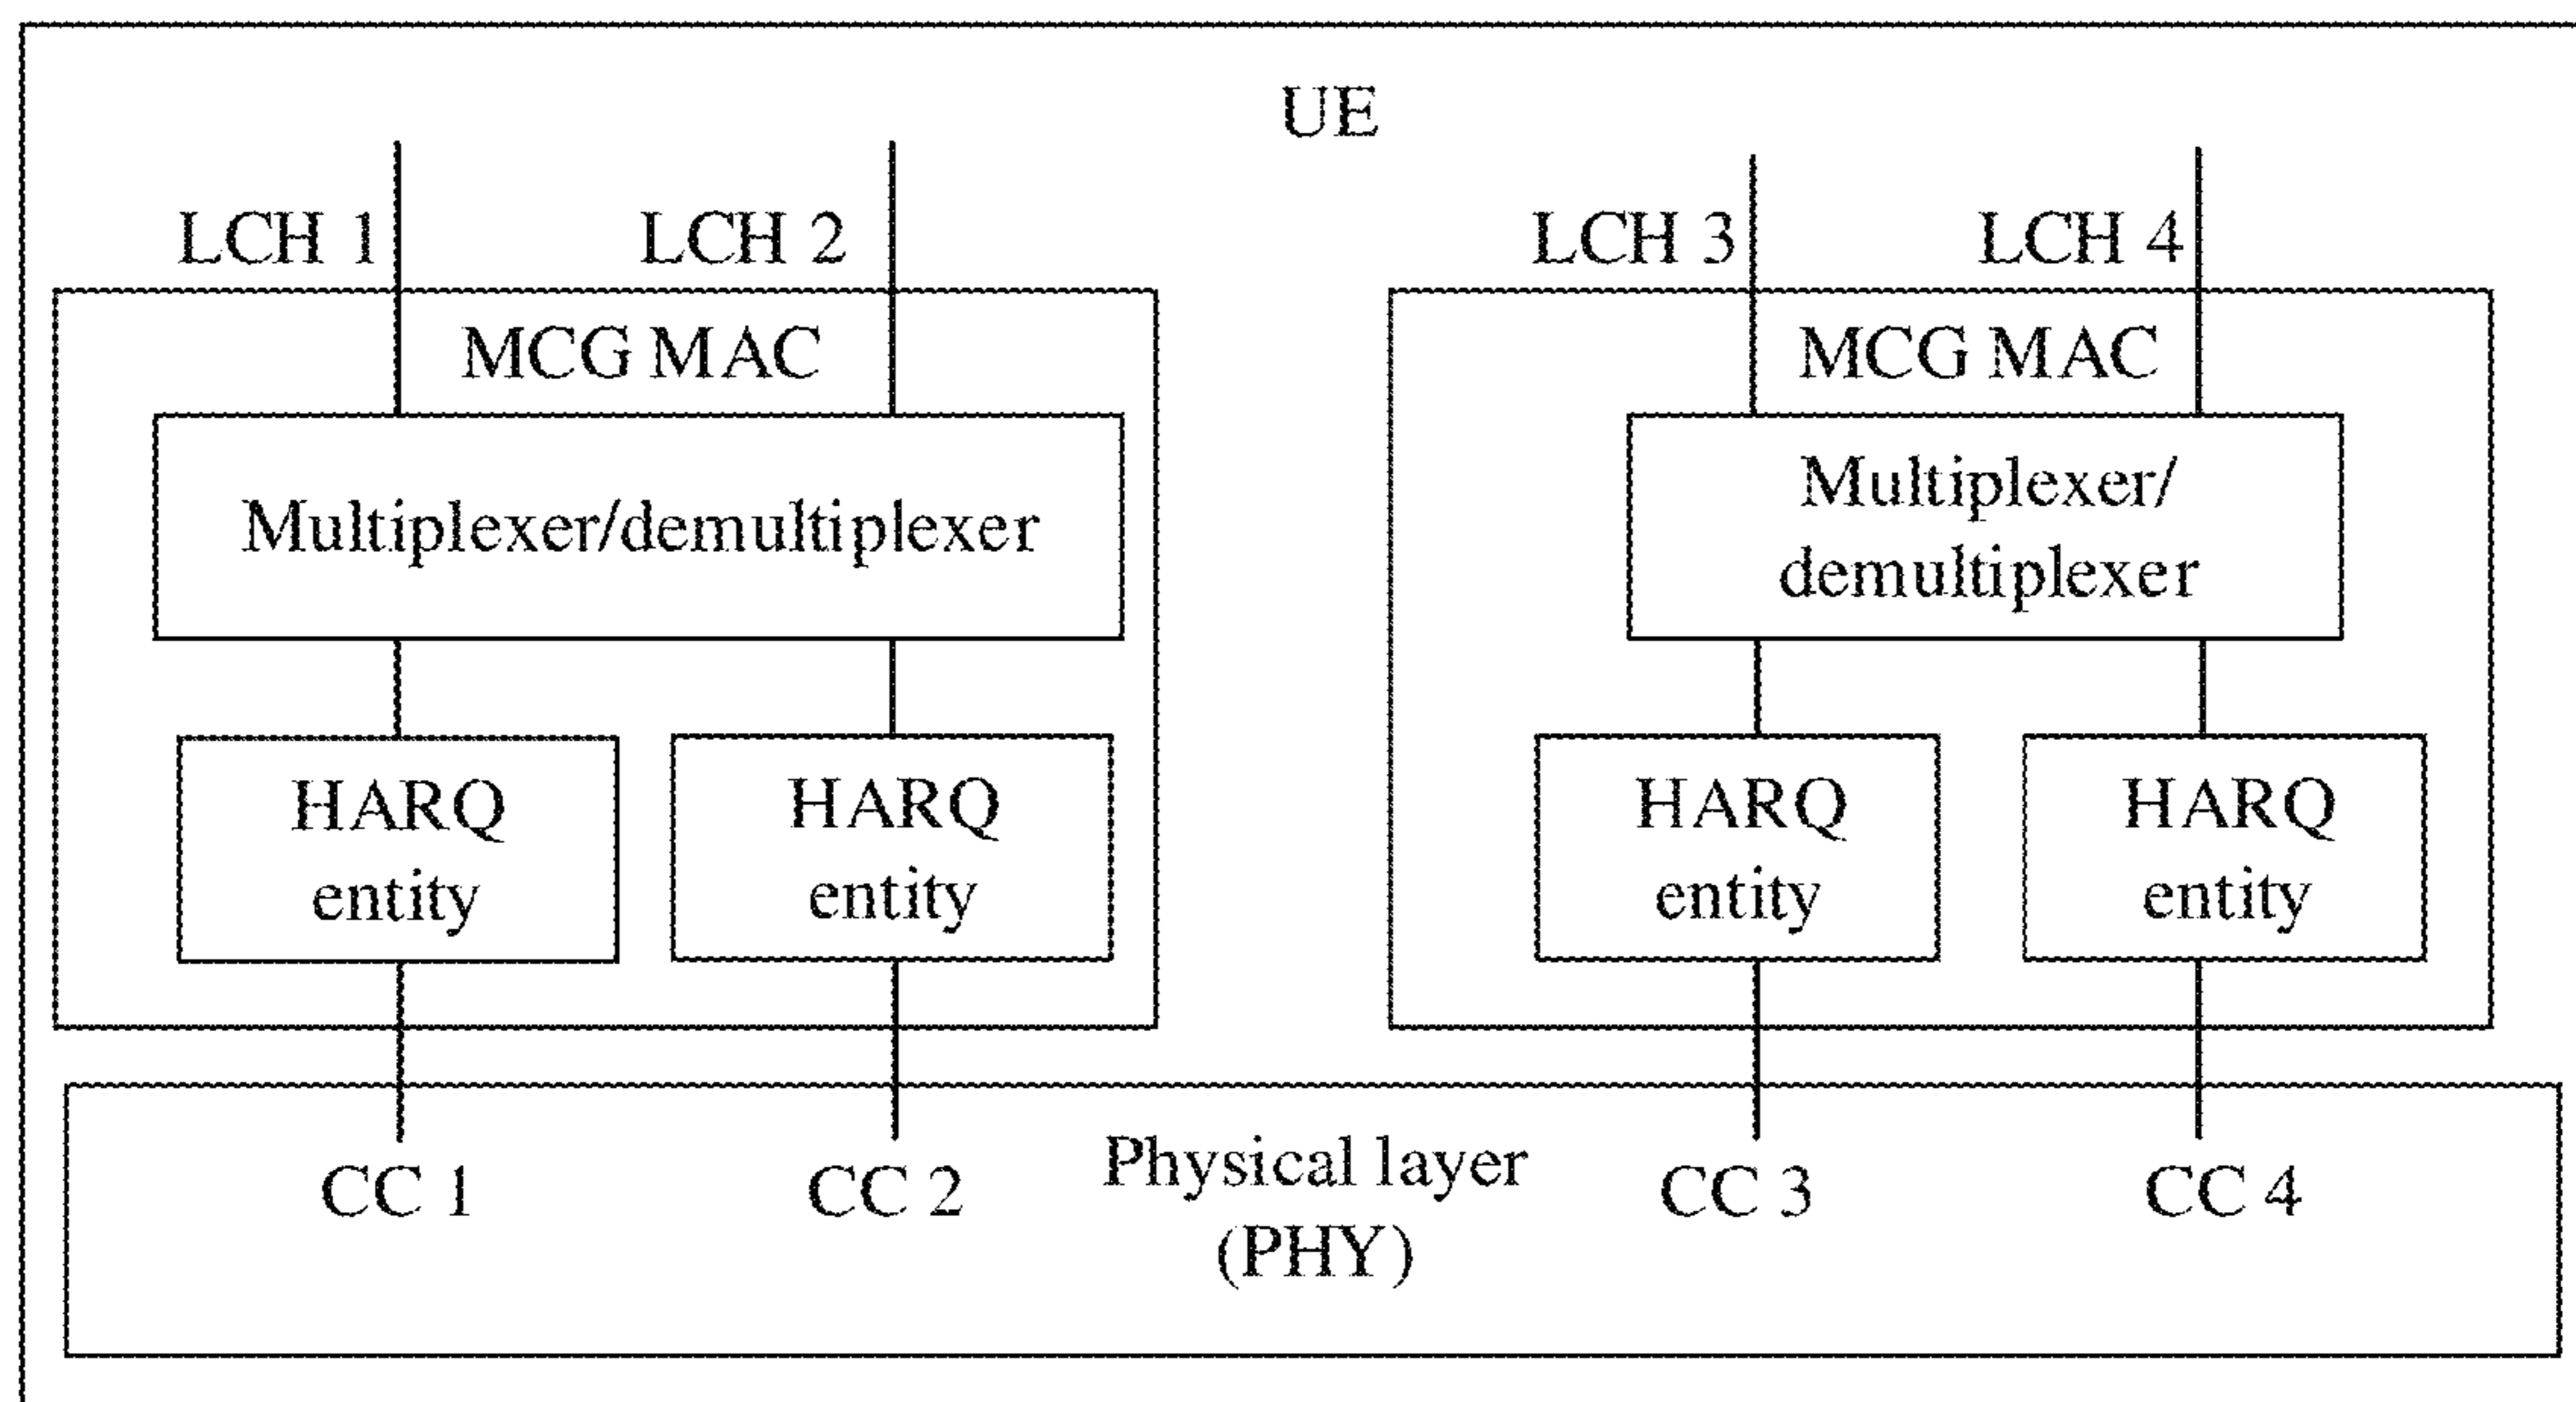 UE
LCH 1
LCH 2
LCH 3
LCH 4
MCG MAC
MCG MAC
Multiplexer/demultiplexer
Multiplexer/
demultiplexer
HARQ
entity
HARQ
entity
HARQ
entity
HARQ
entity
CC 1
CC 2
Physical layer
(PHY)
CC 3
CC 4